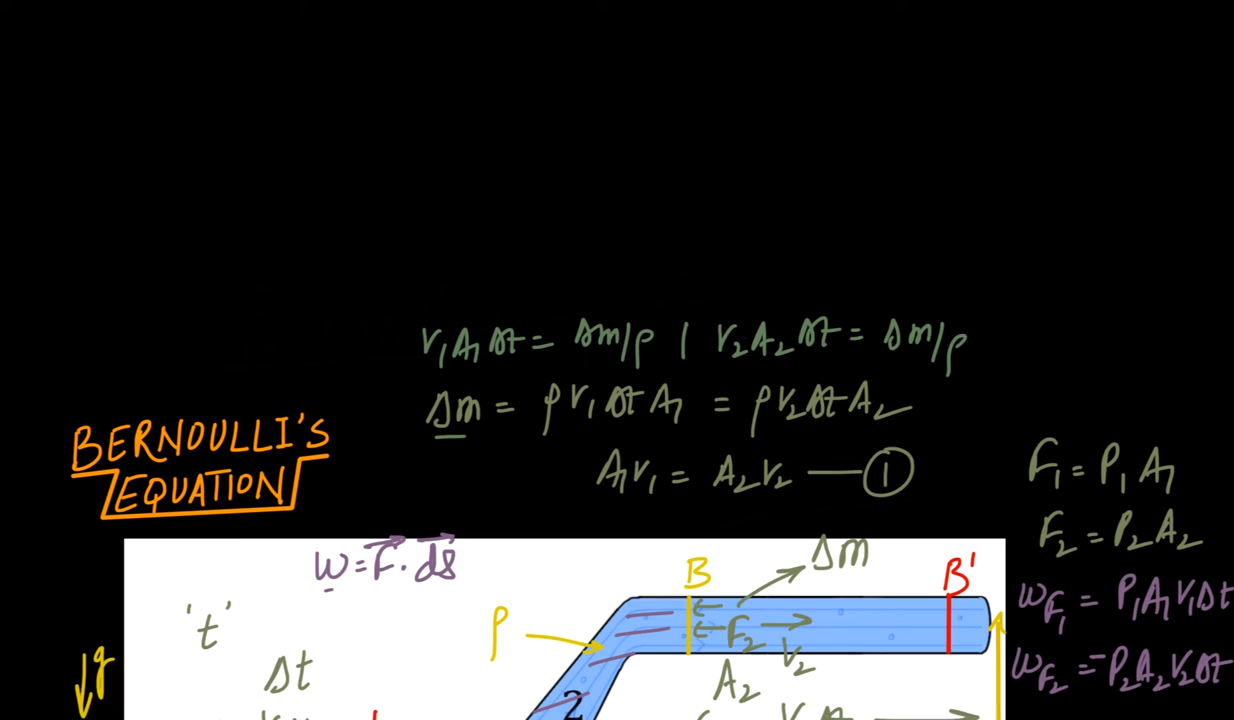 V₁A₁Δt = Δm/ρ | V₂A₂Δt = Δm/ρ
Δm = ρV₁ΔtA₁ = ρV₂ΔtA₂
A₁V₁ = A₂V₂ — ①
BERNOULLI'S
EQUATION
F₁ = P₁A₁
F₂ = P₂A₂
W_F₁ = P₁A₁V₁Δt
W_F₂ = -P₂A₂V₂Δt
W = F⃗ · ds⃗
't'
Δt
g
ρ
B
Δm
B'
F₂
V₂
A₂
2